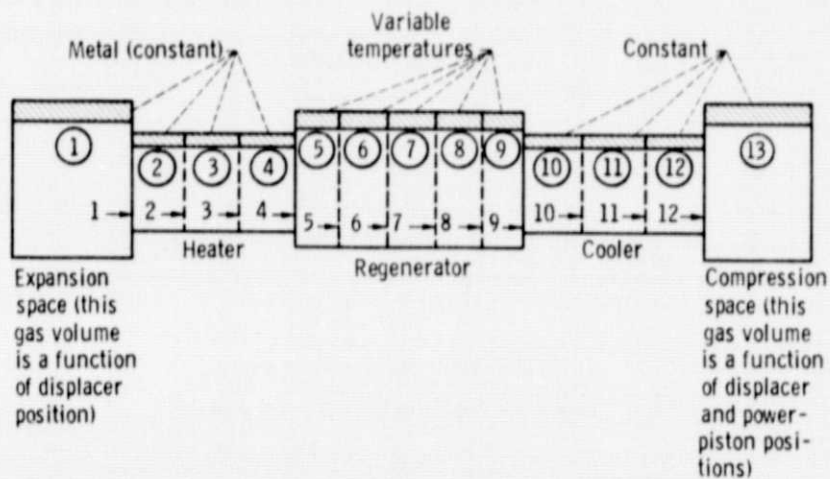 Variable
temperatures
Metal (constant)
Constant
1
2
3
4
5
6
7
8
9
10
11
12
13
1
2
3
4
5
6
7
8
9
10
11
12
Heater
Regenerator
Cooler
Expansion
space (this
gas volume
is a function
of displacer
position)
Compression
space (this
gas volume
is a function
of displacer
and power-
piston posi-
tions)